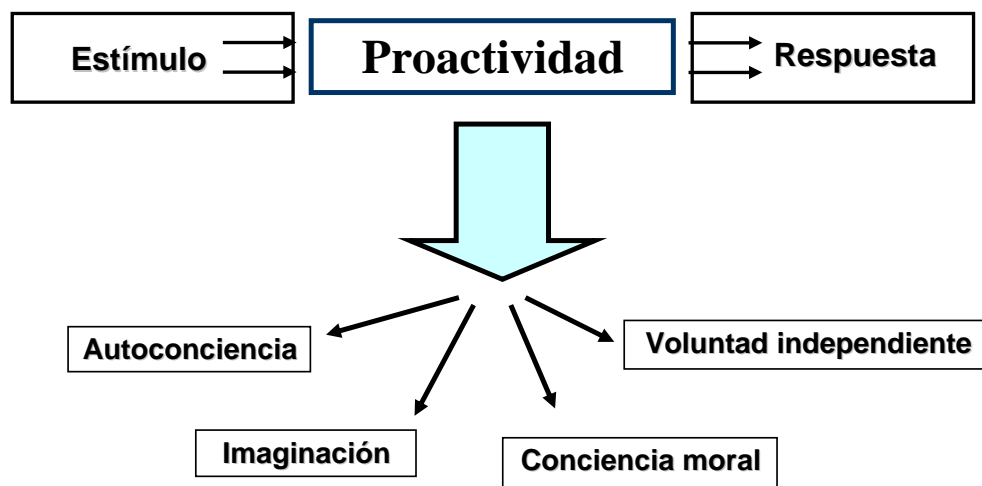 Estímulo
Proactividad
Respuesta
Autoconciencia
Voluntad independiente
Imaginación
Conciencia moral